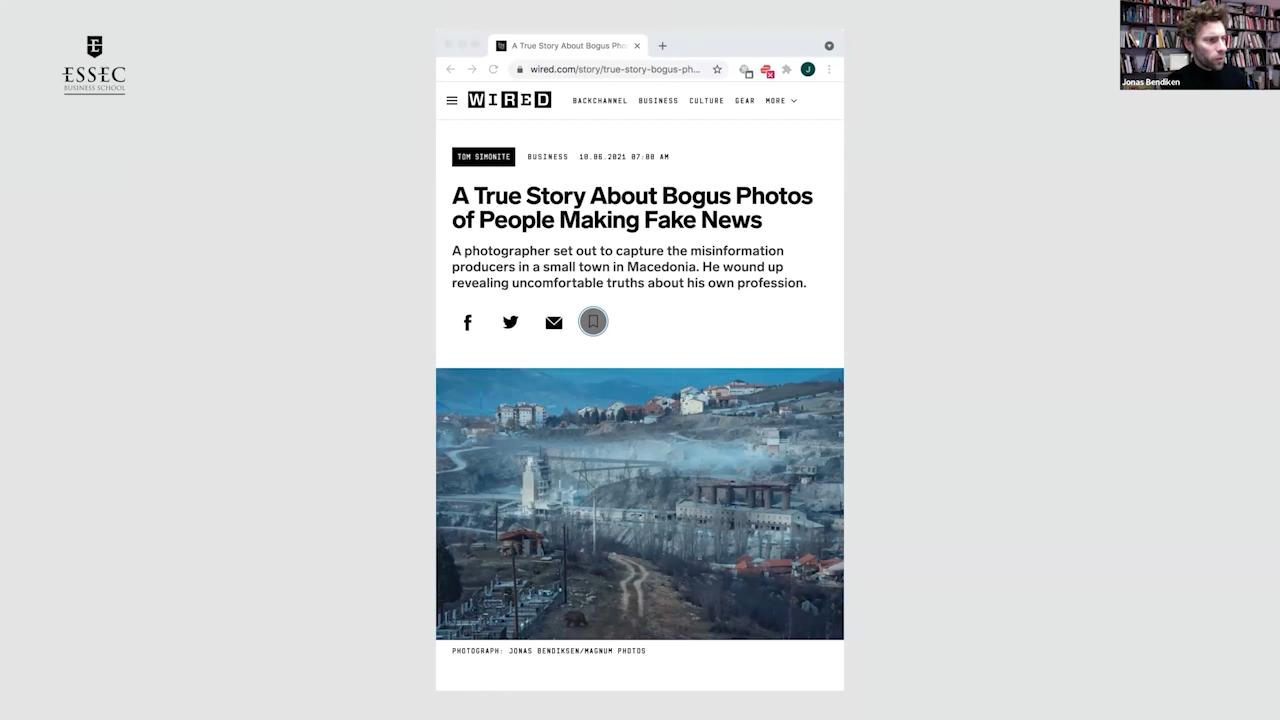 ESSEC
BUSINESS SCHOOL
A True Story About Bogus Pho
wired.com/story/true-story-bogus-ph...
J
WIRED
BACKCHANNEL BUSINESS CULTURE GEAR MORE
TOM SIMONITE BUSINESS 10.06.2021 07:00 AM
A True Story About Bogus Photos
of People Making Fake News
A photographer set out to capture the misinformation
producers in a small town in Macedonia. He wound up
revealing uncomfortable truths about his own profession.
PHOTOGRAPH: JONAS BENDIKSEN/MAGNUM PHOTOS
Jonas Bendiken